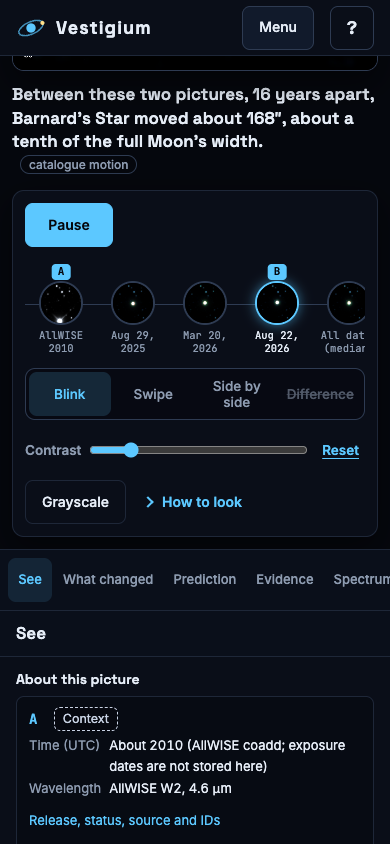 Vestigium
Menu
?
Between these two pictures, 16 years apart,
Barnard's Star moved about 168″, about a
tenth of the full Moon's width.
catalogue motion
Pause
A
B
AllWISE
2010
Aug 29,
2025
Mar 20,
2026
Aug 22,
2026
All dat
(median
Blink
Swipe
Side by
side
Difference
Contrast
Reset
Grayscale
How to look
See
What changed
Prediction
Evidence
Spectrum
See
About this picture
A
Context
Time (UTC)
About 2010 (AllWISE coadd; exposure
dates are not stored here)
Wavelength
AllWISE W2, 4.6 μm
Release, status, source and IDs